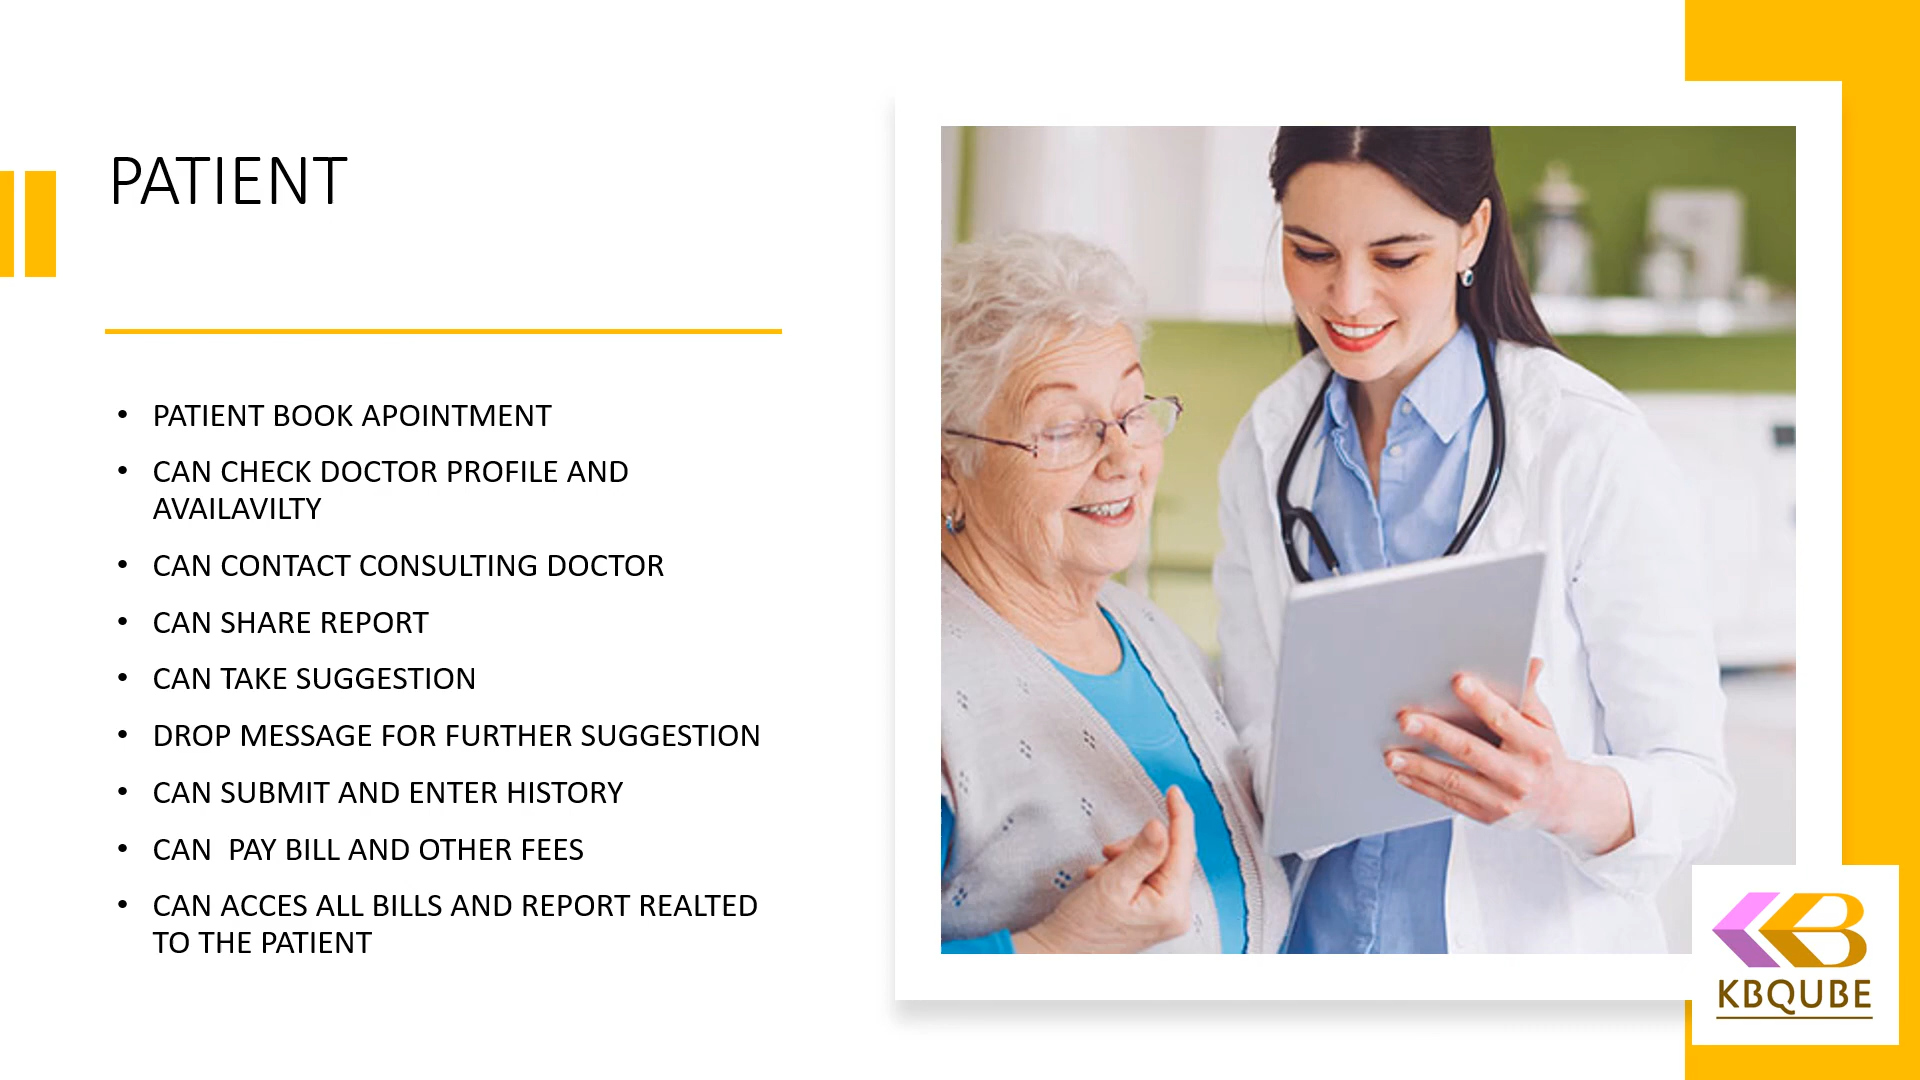 PATIENT
• PATIENT BOOK APOINTMENT
• CAN CHECK DOCTOR PROFILE AND
AVAILAVILTY
• CAN CONTACT CONSULTING DOCTOR
• CAN SHARE REPORT
• CAN TAKE SUGGESTION
• DROP MESSAGE FOR FURTHER SUGGESTION
• CAN SUBMIT AND ENTER HISTORY
• CAN  PAY BILL AND OTHER FEES
• CAN ACCES ALL BILLS AND REPORT REALTED
TO THE PATIENT
KB
KBQUBE